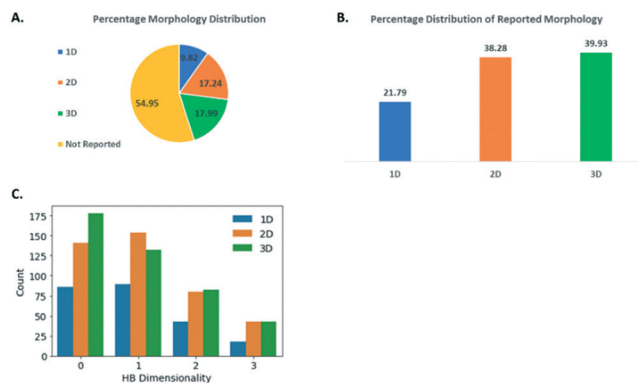 A.
Percentage Morphology Distribution
1D
2D
3D
Not Reported
9.82
17.24
17.99
54.95
B.
Percentage Distribution of Reported Morphology
21.79
38.28
39.93
1D
2D
3D
C.
Count
175
150
125
100
75
50
25
0
1D
2D
3D
0 1 2 3
HB Dimensionality